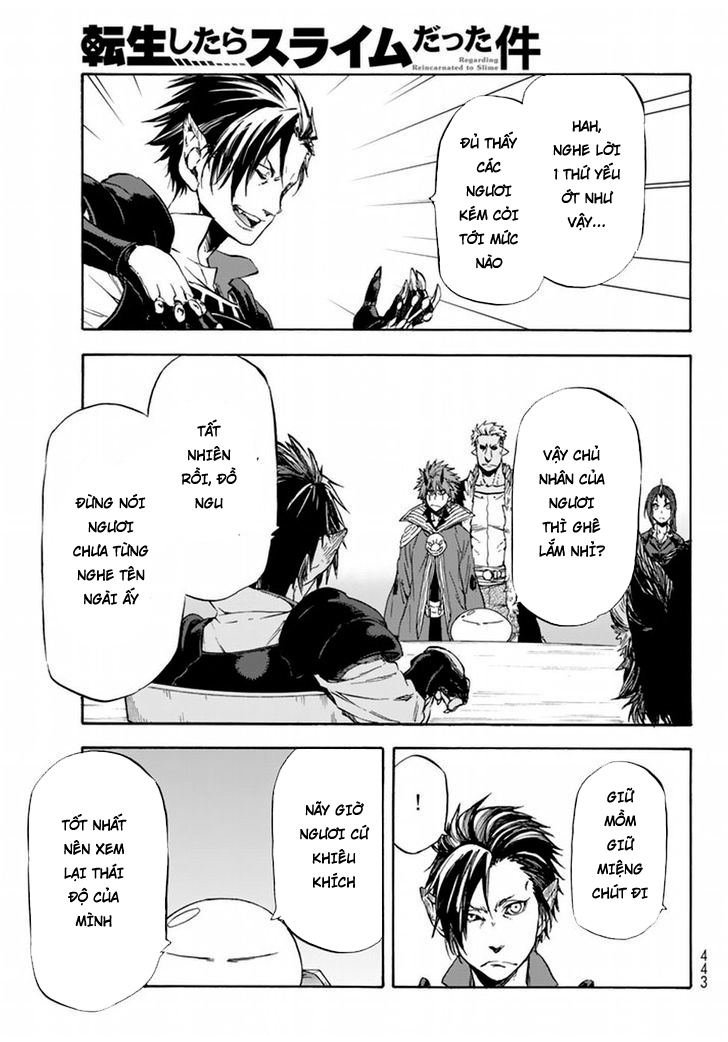 転生したらスライムだった件
Regarding
Reincarnated to Slime
HAH,
NGHE LỜI
1 THỨ YẾU
ỚT NHƯ
VẬY...
ĐỦ THẤY
CÁC
NGƯƠI
KÉM CỎI
TỚI MỨC
NÀO
VẬY CHỦ
NHÂN CỦA
NGƯƠI
THÌ GHÊ
LẮM NHỈ?
TẤT
NHIÊN
RỒI, ĐỒ
NGU
ĐỪNG NÓI
NGƯƠI
CHƯA TỪNG
NGHE TÊN
NGÀI ẤY
GIỮ
MỒM
GIỮ
MIỆNG
CHÚT ĐI
!
NÃY GIỜ
NGƯƠI CỨ
KHIÊU
KHÍCH
TỐT NHẤT
NÊN XEM
LẠI THÁI
ĐỘ CỦA
MÌNH
443